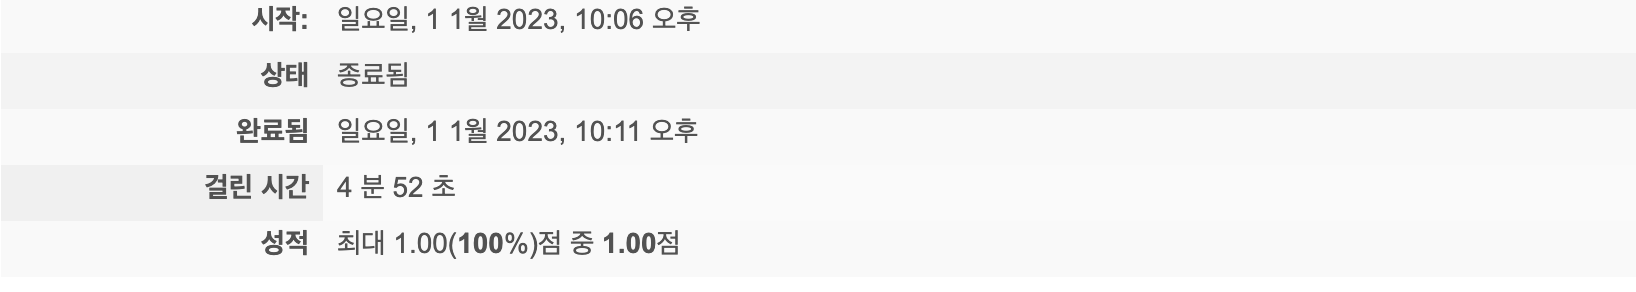 시작: 일요일, 1 1월 2023, 10:06 오후
상태 종료됨
완료됨 일요일, 1 1월 2023, 10:11 오후
걸린 시간 4 분 52 초
성적 최대 1.00(100%)점 중 1.00점